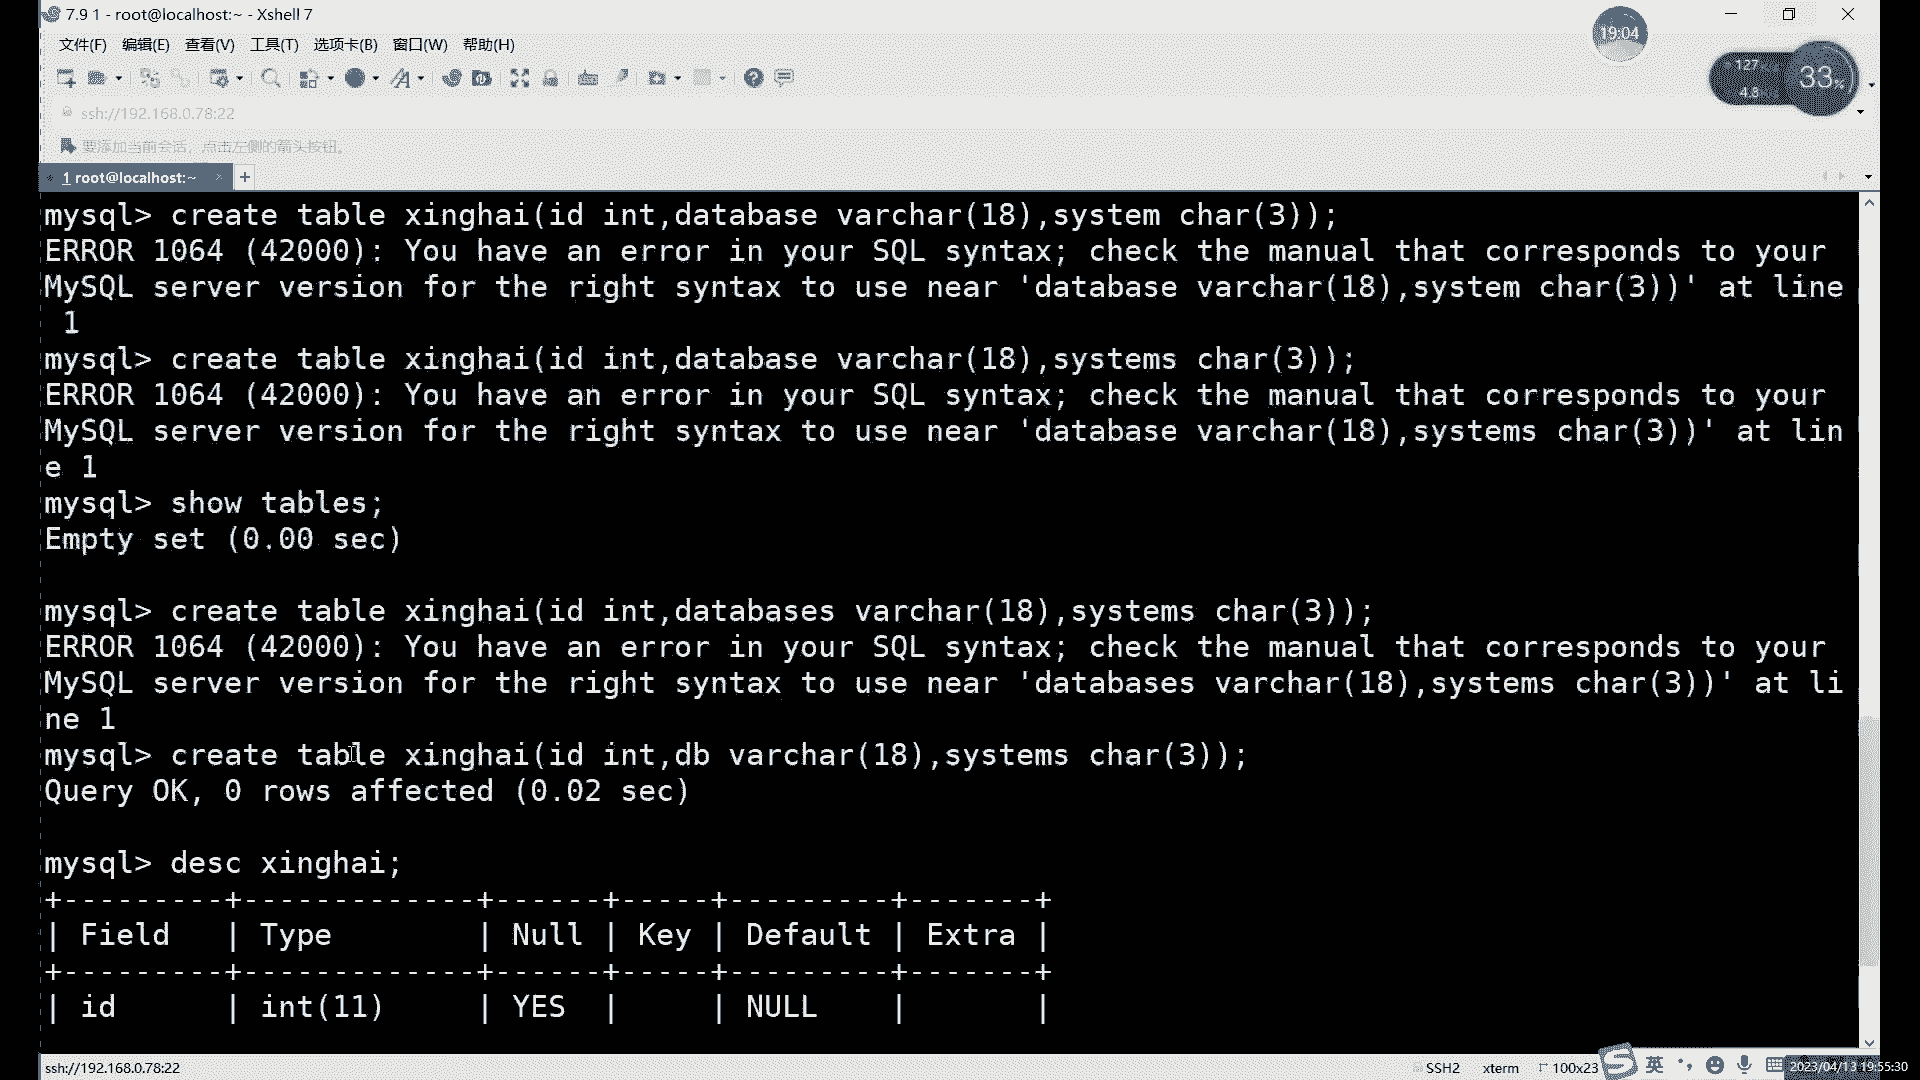 7.9 1 - root@localhost:~ - Xshell 7
19:04
文件(F) 编辑(E) 查看(V) 工具(T) 选项卡(B) 窗口(W) 帮助(H)
127
4.8
33%
ssh://192.168.0.78:22
要添加当前会话，点击左侧的箭头按钮。
1 root@localhost:~ × +
mysql> create table xinghai(id int,database varchar(18),system char(3));
ERROR 1064 (42000): You have an error in your SQL syntax; check the manual that corresponds to your
MySQL server version for the right syntax to use near 'database varchar(18),system char(3))' at line
1
mysql> create table xinghai(id int,database varchar(18),systems char(3));
ERROR 1064 (42000): You have an error in your SQL syntax; check the manual that corresponds to your
MySQL server version for the right syntax to use near 'database varchar(18),systems char(3))' at lin
e 1
mysql> show tables;
Empty set (0.00 sec)
mysql> create table xinghai(id int,databases varchar(18),systems char(3));
ERROR 1064 (42000): You have an error in your SQL syntax; check the manual that corresponds to your
MySQL server version for the right syntax to use near 'databases varchar(18),systems char(3))' at li
ne 1
mysql> create table xinghai(id int,db varchar(18),systems char(3));
Query OK, 0 rows affected (0.02 sec)
mysql> desc xinghai;
+---------+-------------+------+-----+---------+-------+
| Field   | Type        | Null | Key | Default | Extra |
+---------+-------------+------+-----+---------+-------+
| id      | int(11)     | YES  |     | NULL    |       |
ssh://192.168.0.78:22 SSH2 xterm 100x23 英 2023/04/13 19:55:30